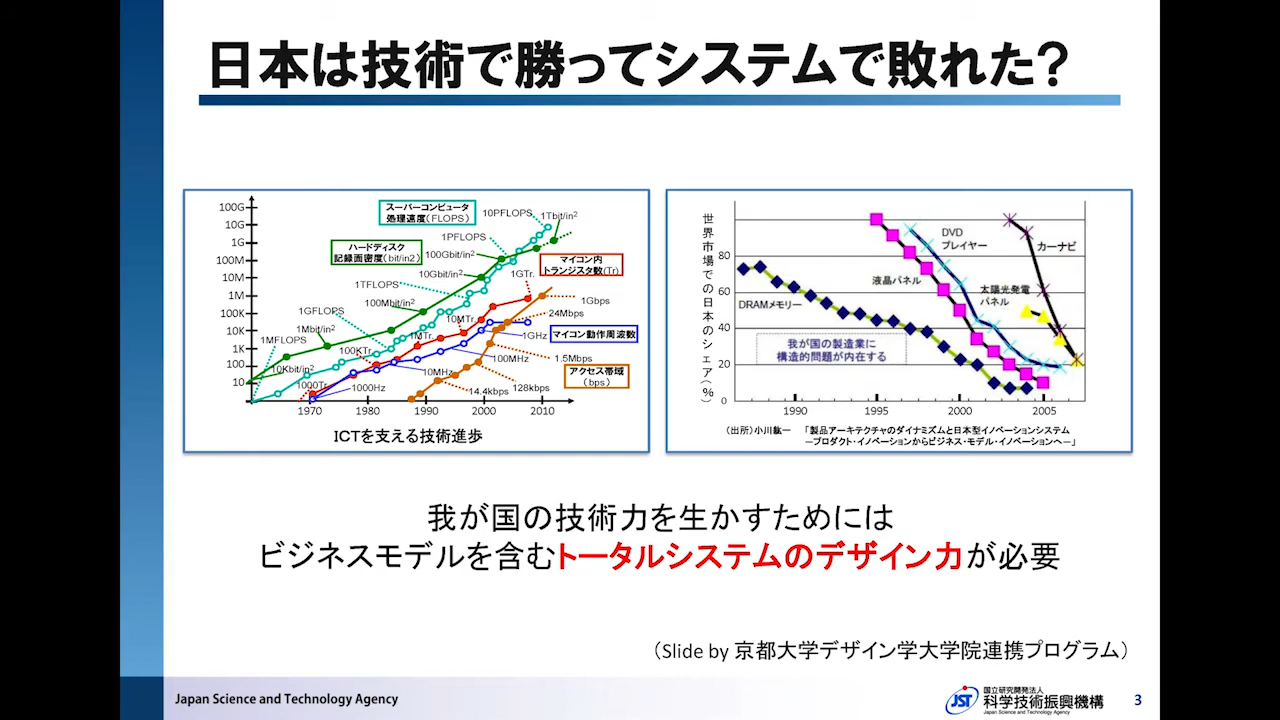 日本は技術で勝ってシステムで敗れた?
100G
10G
1G
100M
10M
1M
100K
10K
1K
100
10
スーパーコンピュータ
処理速度(FLOPS)
10PFLOPS
1Tbit/in2
ハードディスク
記録面密度(bit/in2)
1PFLOPS
100Gbit/in2
マイコン内
トランジスタ数(Tr)
10Gbit/in2
1GTr.
1TFLOPS
100Mbit/in2
1Gbps
1GFLOPS
24Mbps
1Mbit/in2
10MTr.
マイコン動作周波数
1MFLOPS
1MTr.
1GHz
100KTr.
100MHz
1.5Mbps
10Kbit/in2
10MHz
アクセス帯域
(bps)
1000Tr.
1000Hz
14.4kbps
128kbps
1970
1980
1990
2000
2010
ICTを支える技術進歩
世界市場での日本のシェア(%)
80
60
40
20
0
DVD
プレイヤー
カーナビ
液晶パネル
太陽光発電
パネル
DRAMメモリー
我が国の製造業に
構造的問題が内在する
1990
1995
2000
2005
(出所)小川紘一 「製品アーキテクチャのダイナミズムと日本型イノベーションシステム
―プロダクト・イノベーションからビジネス・モデル・イノベーションへ―」
我が国の技術力を生かすためには
ビジネスモデルを含むトータルシステムのデザイン力が必要
(Slide by 京都大学デザイン学大学院連携プログラム)
Japan Science and Technology Agency
JST
国立研究開発法人
科学技術振興機構
Japan Science and Technology Agency
3